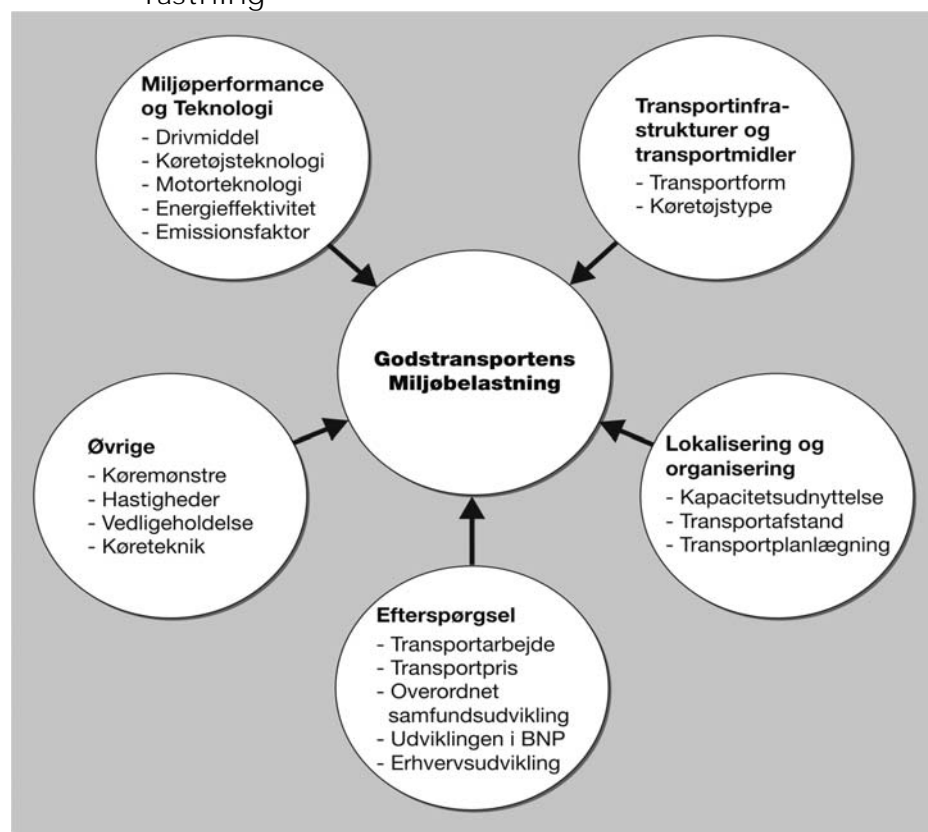 lastning
Miljøperformance
og Teknologi
- Drivmiddel
- Køretøjsteknologi
- Motorteknologi
- Energieffektivitet
- Emissionsfaktor
Transportinfra-
strukturer og
transportmidler
- Transportform
- Køretøjstype
Godstransportens
Miljøbelastning
Øvrige
- Køremønstre
- Hastigheder
- Vedligeholdelse
- Køreteknik
Lokalisering og
organisering
- Kapacitetsudnyttelse
- Transportafstand
- Transportplanlægning
Efterspørgsel
- Transportarbejde
- Transportpris
- Overordnet
samfundsudvikling
- Udviklingen i BNP
- Erhvervsudvikling